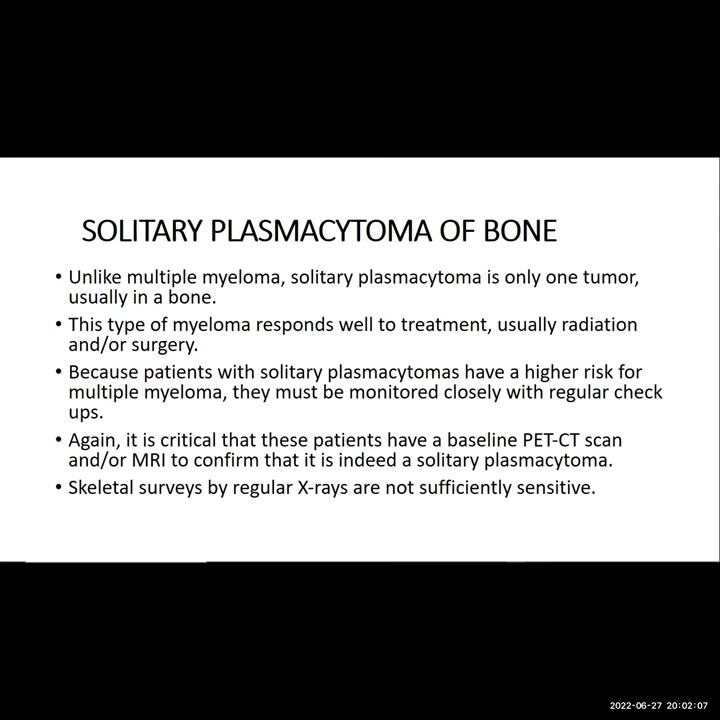 SOLITARY PLASMACYTOMA OF BONE
• Unlike multiple myeloma, solitary plasmacytoma is only one tumor,
usually in a bone.
• This type of myeloma responds well to treatment, usually radiation
and/or surgery.
• Because patients with solitary plasmacytomas have a higher risk for
multiple myeloma, they must be monitored closely with regular check
ups.
• Again, it is critical that these patients have a baseline PET-CT scan
and/or MRI to confirm that it is indeed a solitary plasmacytoma.
• Skeletal surveys by regular X-rays are not sufficiently sensitive.
2022-06-27 20:02:07